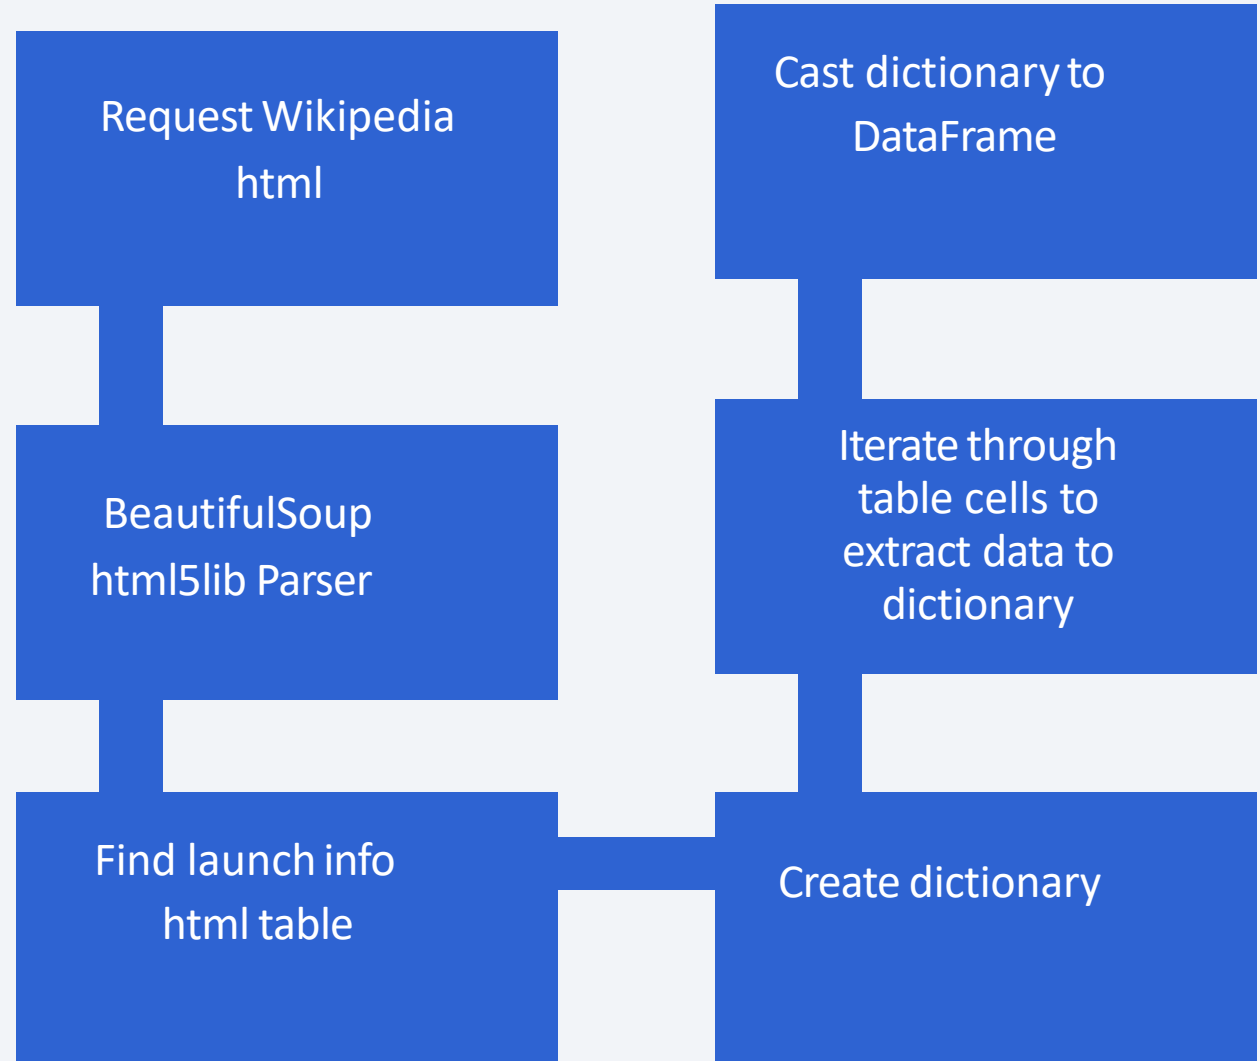 Request Wikipedia
html
BeautifulSoup
html5lib Parser
Find launch info
html table
Create dictionary
Iterate through
table cells to
extract data to
dictionary
Cast dictionary to
DataFrame